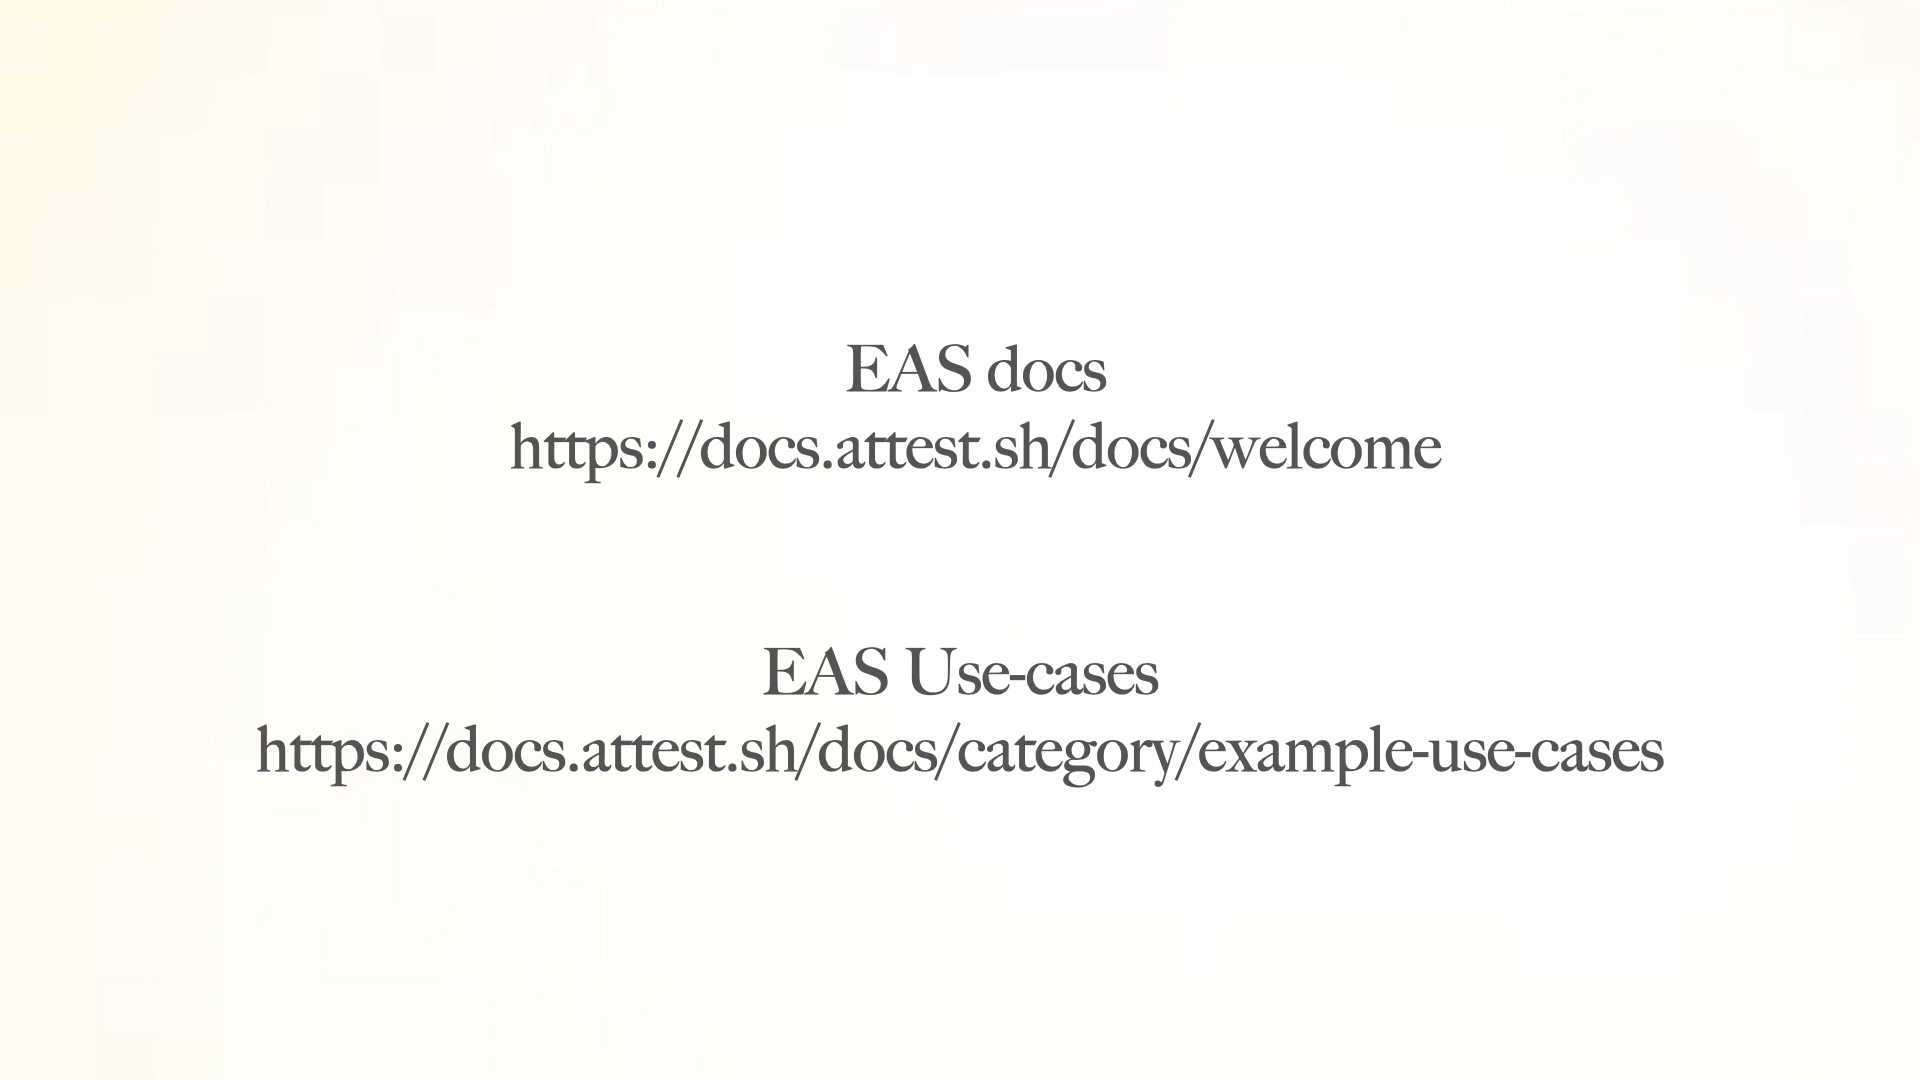 EAS docs
https://docs.attest.sh/docs/welcome
EAS Use-cases
https://docs.attest.sh/docs/category/example-use-cases